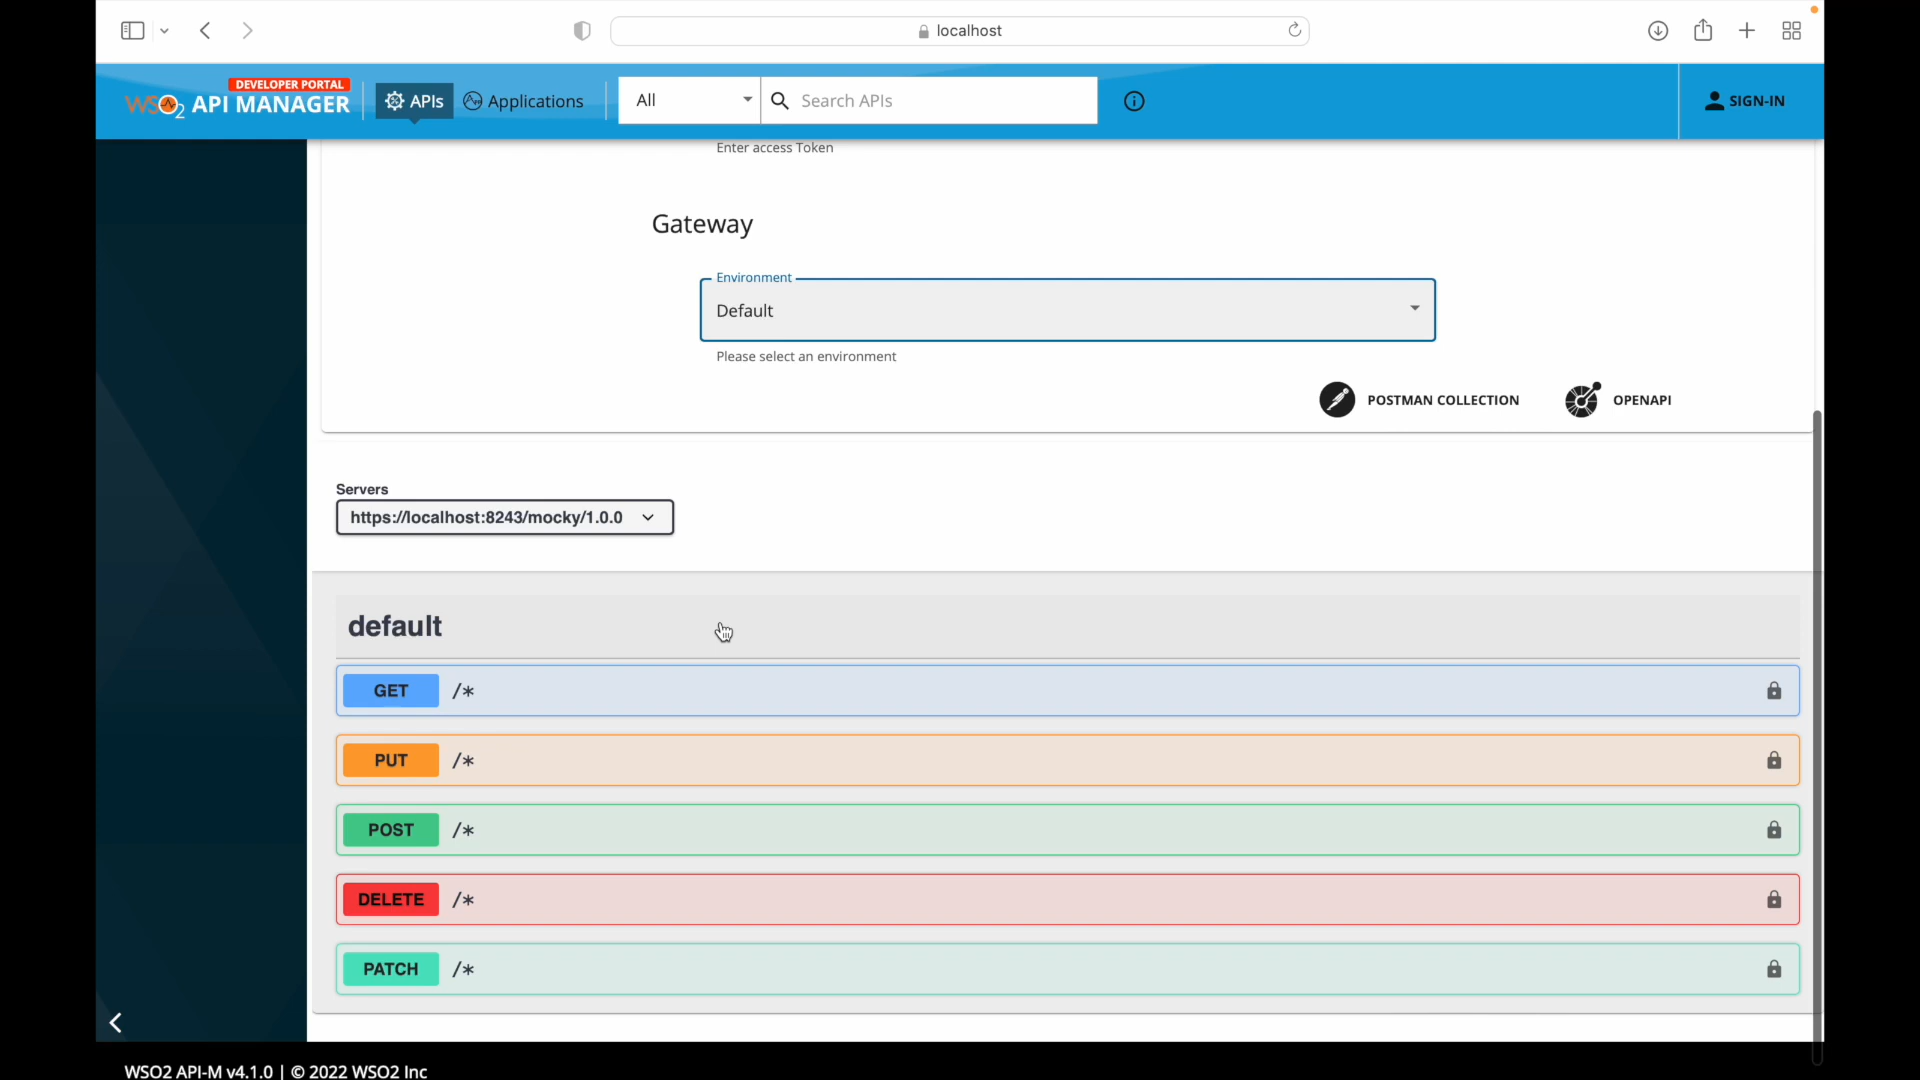 localhost
DEVELOPER PORTAL
WSO2 API MANAGER
APIs
Applications
All
Search APIs
SIGN-IN
Enter access Token
Gateway
Environment
Default
Please select an environment
POSTMAN COLLECTION
OPENAPI
Servers
https://localhost:8243/mocky/1.0.0
default
GET /*
PUT /*
POST /*
DELETE /*
PATCH /*
WSO2 API-M v4.1.0 | © 2022 WSO2 Inc